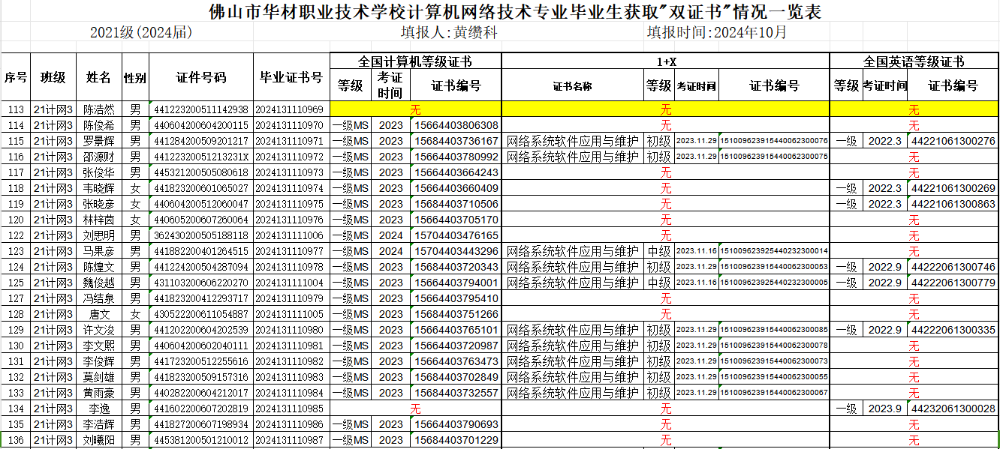 佛山市华材职业技术学校计算机网络技术专业毕业生获取"双证书"情况一览表
2021级(2024届) 填报人:黄缵科 填报时间:2024年10月
序号 班级 姓名 性别 证件号码 毕业证书号 全国计算机等级证书 1+X 全国英语等级证书
等级 考证时间 证书编号 证书名称 等级 考证时间 证书编号 等级 考证时间 证书编号
113 21计网3 陈浩然 男 441223200511142938 2024131110969 无 无 无
114 21计网3 陈俊希 男 440604200604200115 2024131110970 一级MS 2023 15664403806308 无 无
115 21计网3 罗景辉 男 441284200509201217 2024131110971 一级MS 2023 15684403736167 网络系统软件应用与维护 初级 2023.11.29 151009623915440062300076 一级 2022.3 44221061300276
116 21计网3 邵源财 男 44122320051213231X 2024131110972 一级MS 2023 15664403780992 网络系统软件应用与维护 初级 2023.11.29 151009623915440062300075 无
117 21计网3 张俊华 男 445321200505080618 2024131110973 一级MS 2023 15664403664243 无 无
118 21计网3 韦晓辉 女 441823200601065027 2024131110974 一级MS 2023 15664403660409 无 一级 2022.3 44221061300269
119 21计网3 张晓彦 女 440604200512060047 2024131110975 一级MS 2023 15684403710506 无 一级 2022.3 44221061300863
120 21计网3 林梓茵 女 440605200607260064 2024131110976 一级MS 2023 15664403705170 无 无
122 21计网3 刘思明 男 362430200505188118 2024131111006 一级MS 2024 15704403476165 无 无
123 21计网3 马果彦 男 441882200401264515 2024131110977 一级MS 2024 15704403443296 网络系统软件应用与维护 中级 2023.11.16 151009623925440232300014 无
124 21计网3 陈煌文 男 441224200504287094 2024131110978 一级MS 2023 15684403720343 网络系统软件应用与维护 初级 2023.11.29 151009623915440062300053 一级 2022.9 44222061300746
125 21计网3 魏俊越 男 431103200606220270 2024131111004 一级MS 2023 15664403794001 网络系统软件应用与维护 中级 2023.11.16 151009623925440232300005 一级 2022.9 44222061300779
127 21计网3 冯结泉 男 441823200412293717 2024131110979 一级MS 2023 15664403795410 无 无
128 21计网3 唐文 女 430522200611054887 2024131111005 一级MS 2023 15684403751266 无 无
129 21计网3 许文浚 男 441202200604202539 2024131110980 一级MS 2023 15664403765101 网络系统软件应用与维护 初级 2023.11.29 151009623915440062300085 一级 2022.9 44222061300335
130 21计网3 李文熙 男 440604200602040111 2024131110981 一级MS 2023 15664403720987 网络系统软件应用与维护 初级 2023.11.29 151009623915440062300078 无
131 21计网3 李俊辉 男 441723200512255616 2024131110982 一级MS 2023 15664403763473 网络系统软件应用与维护 初级 2023.11.29 151009623915440062300073 无
132 21计网3 莫剑雄 男 441823200509157316 2024131110983 一级MS 2023 15684403702849 网络系统软件应用与维护 初级 2023.11.29 151009623915440062300055 无
133 21计网3 黄雨豪 男 440282200604212017 2024131110984 一级MS 2023 15684403732557 网络系统软件应用与维护 初级 2023.11.29 151009623915440062300067 无
134 21计网3 李逸 男 441602200607202819 2024131110985 无 无 一级 2023.9 44232061300028
135 21计网3 李浩辉 男 441827200607198934 2024131110986 一级MS 2023 15664403790693 无 无
136 21计网3 刘曦阳 男 445381200501210012 2024131110987 一级MS 2023 15684403701229 无 无